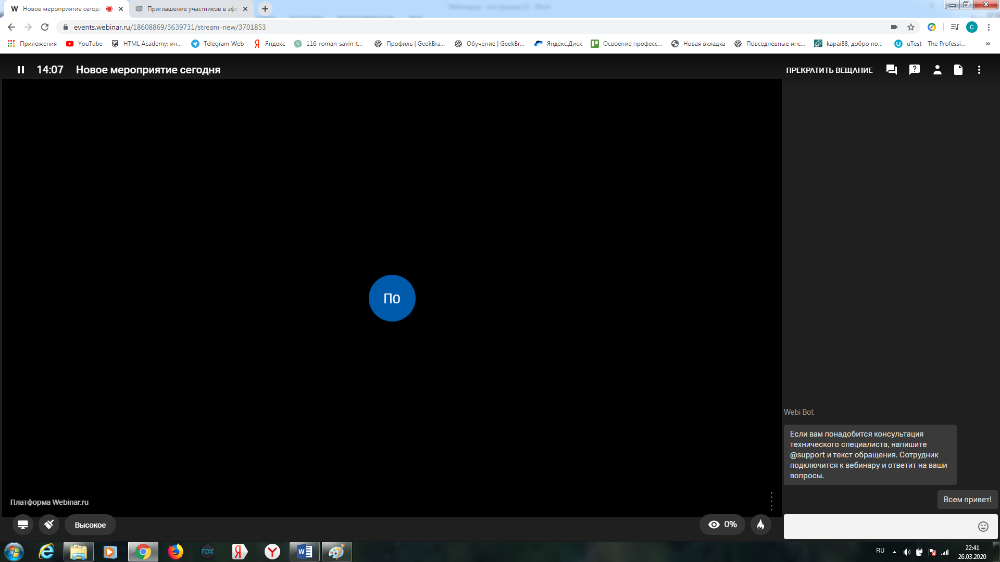 W Новое мероприятие сегодн
Приглашение участников в эфи
events.webinar.ru/18608869/3639731/stream-new/3701853
C
Приложения YouTube HTML Academy: ин... Telegram Web Яндекс 116-roman-savin-t... Профиль | GeekBra... Обучение | GeekBr... Яндекс.Диск Освоение професс... Новая вкладка Повседневные инс... kapai88, добро по... uTest - The Professi... »
14:07 Новое мероприятие сегодня
ПРЕКРАТИТЬ ВЕЩАНИЕ
ПО
Webi Bot
Если вам понадобится консультация
технического специалиста, напишите
@support и текст обращения. Сотрудник
подключится к вебинару и ответит на ваши
вопросы.
Всем привет!
Платформа Webinar.ru
Высокое
0%
nox
RU
22:41
26.03.2020